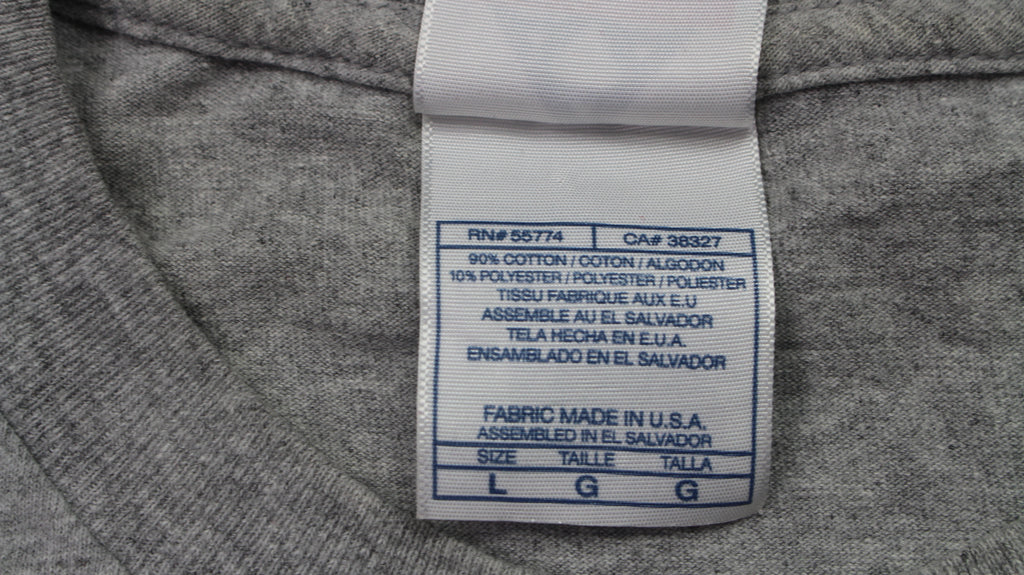 RN# 55774 CA# 38327
90% COTTON / COTON / ALGODON
10% POLYESTER / POLYESTER / POLIESTER
TISSU FABRIQUE AUX E.U
ASSEMBLE AU EL SALVADOR
TELA HECHA EN E.U.A.
ENSAMBLADO EN EL SALVADOR
FABRIC MADE IN U.S.A.
ASSEMBLED IN EL SALVADOR
SIZE TAILLE TALLA
L G G